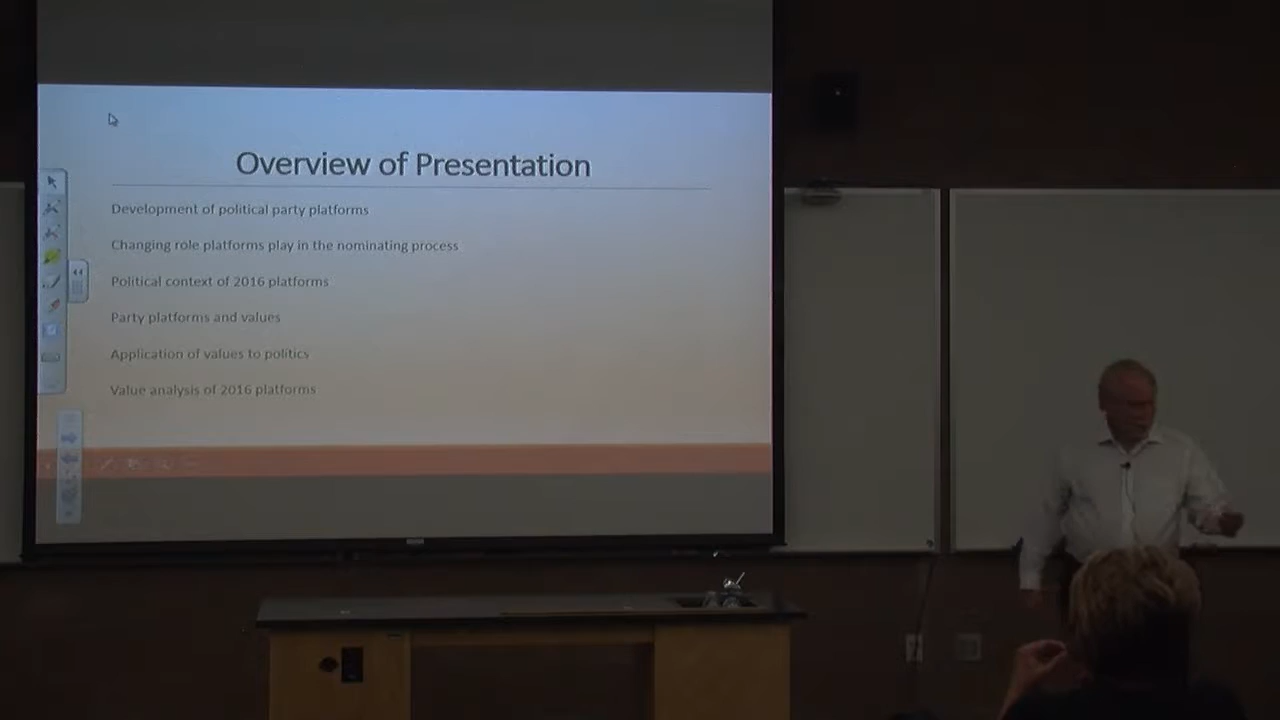 Overview of Presentation
Development of political party platforms
Changing role platforms play in the nominating process
Political context of 2016 platforms
Party platforms and values
Application of values to politics
Value analysis of 2016 platforms